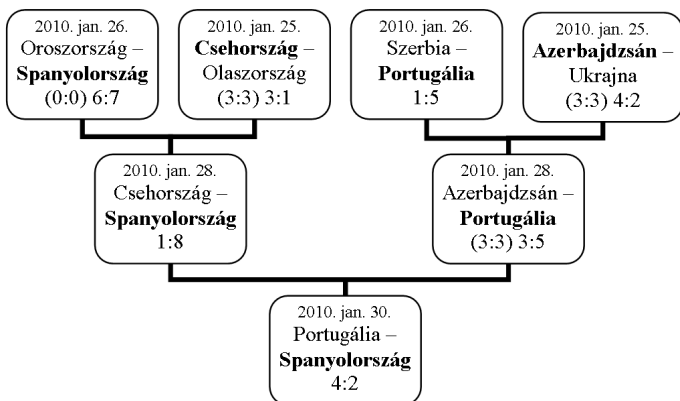 2010. jan. 26.
Oroszország –
Spanyolország
(0:0) 6:7
2010. jan. 25.
Csehország –
Olaszország
(3:3) 3:1
2010. jan. 26.
Szerbia –
Portugália
1:5
2010. jan. 25.
Azerbajdzsán –
Ukrajna
(3:3) 4:2
2010. jan. 28.
Csehország –
Spanyolország
1:8
2010. jan. 28.
Azerbajdzsán –
Portugália
(3:3) 3:5
2010. jan. 30.
Portugália –
Spanyolország
4:2